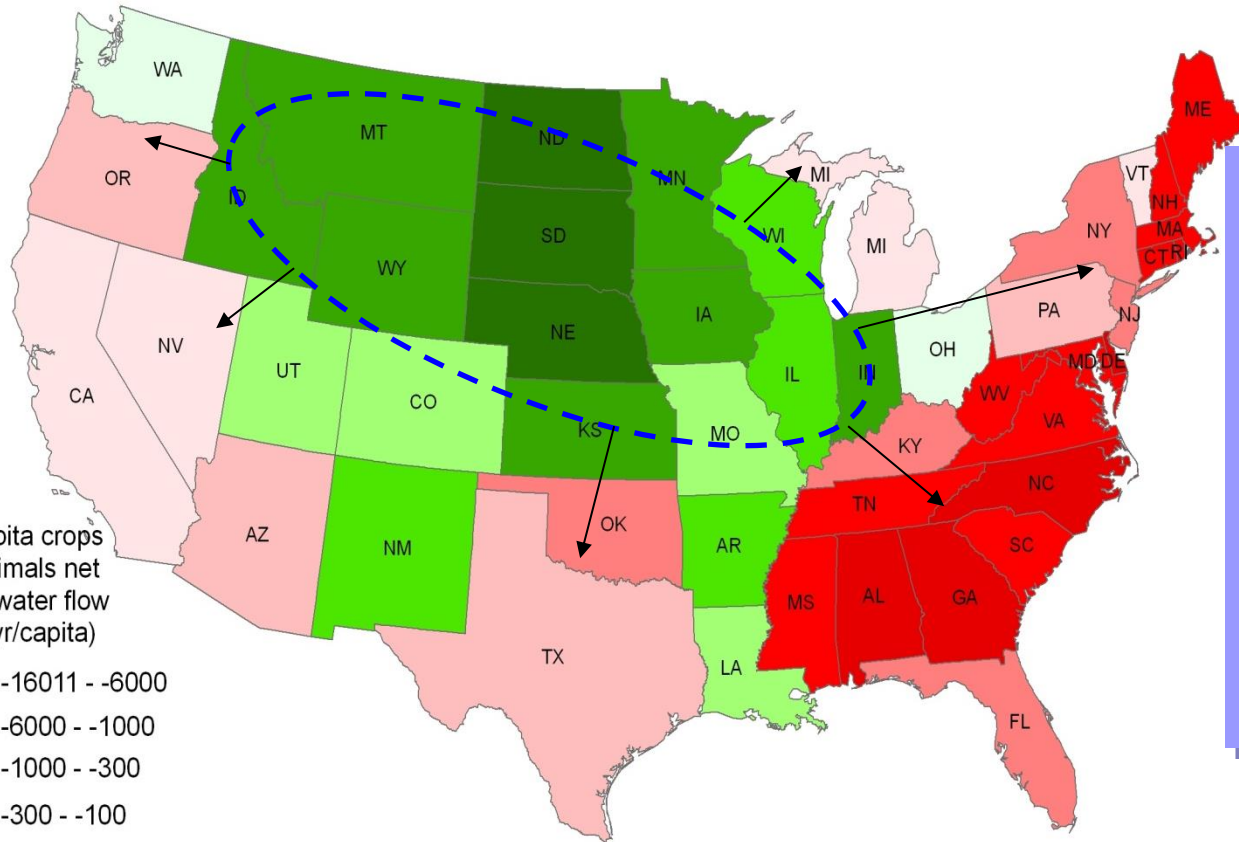 WA
MT
ND
MN
ME
OR
ID
MI
VT
NH
NY
MA
CT
RI
SD
WI
MI
WY
IA
PA
NJ
NV
NE
OH
MD
DE
UT
IL
IN
WV
CA
CO
VA
KS
MO
KY
NC
TN
AZ
NM
OK
AR
SC
MS
AL
GA
TX
LA
FL
pita crops
imals net
water flow
yr/capita)
-16011 - -6000
-6000 - -1000
-1000 - -300
-300 - -100